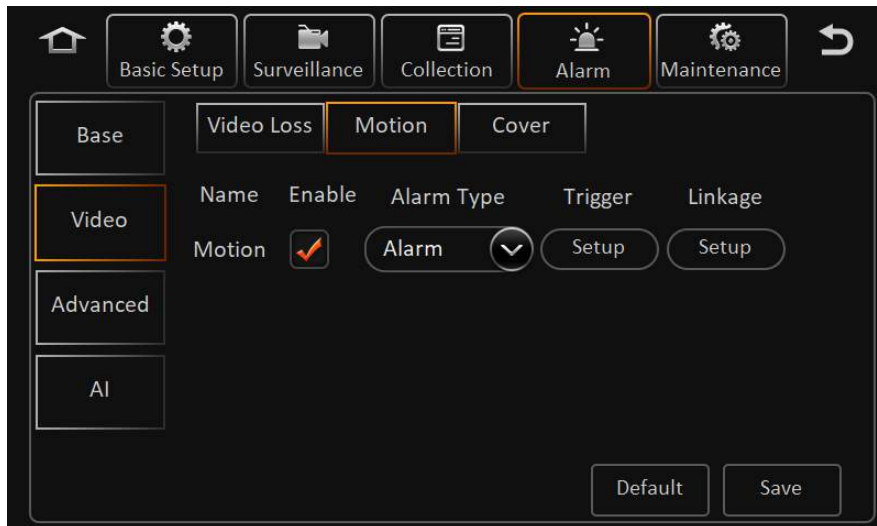 Basic Setup Surveillance Collection Alarm Maintenance
Base
Video
Advanced
AI
Video Loss Motion Cover
Name Enable Alarm Type Trigger Linkage
Motion Alarm Setup Setup
Default Save